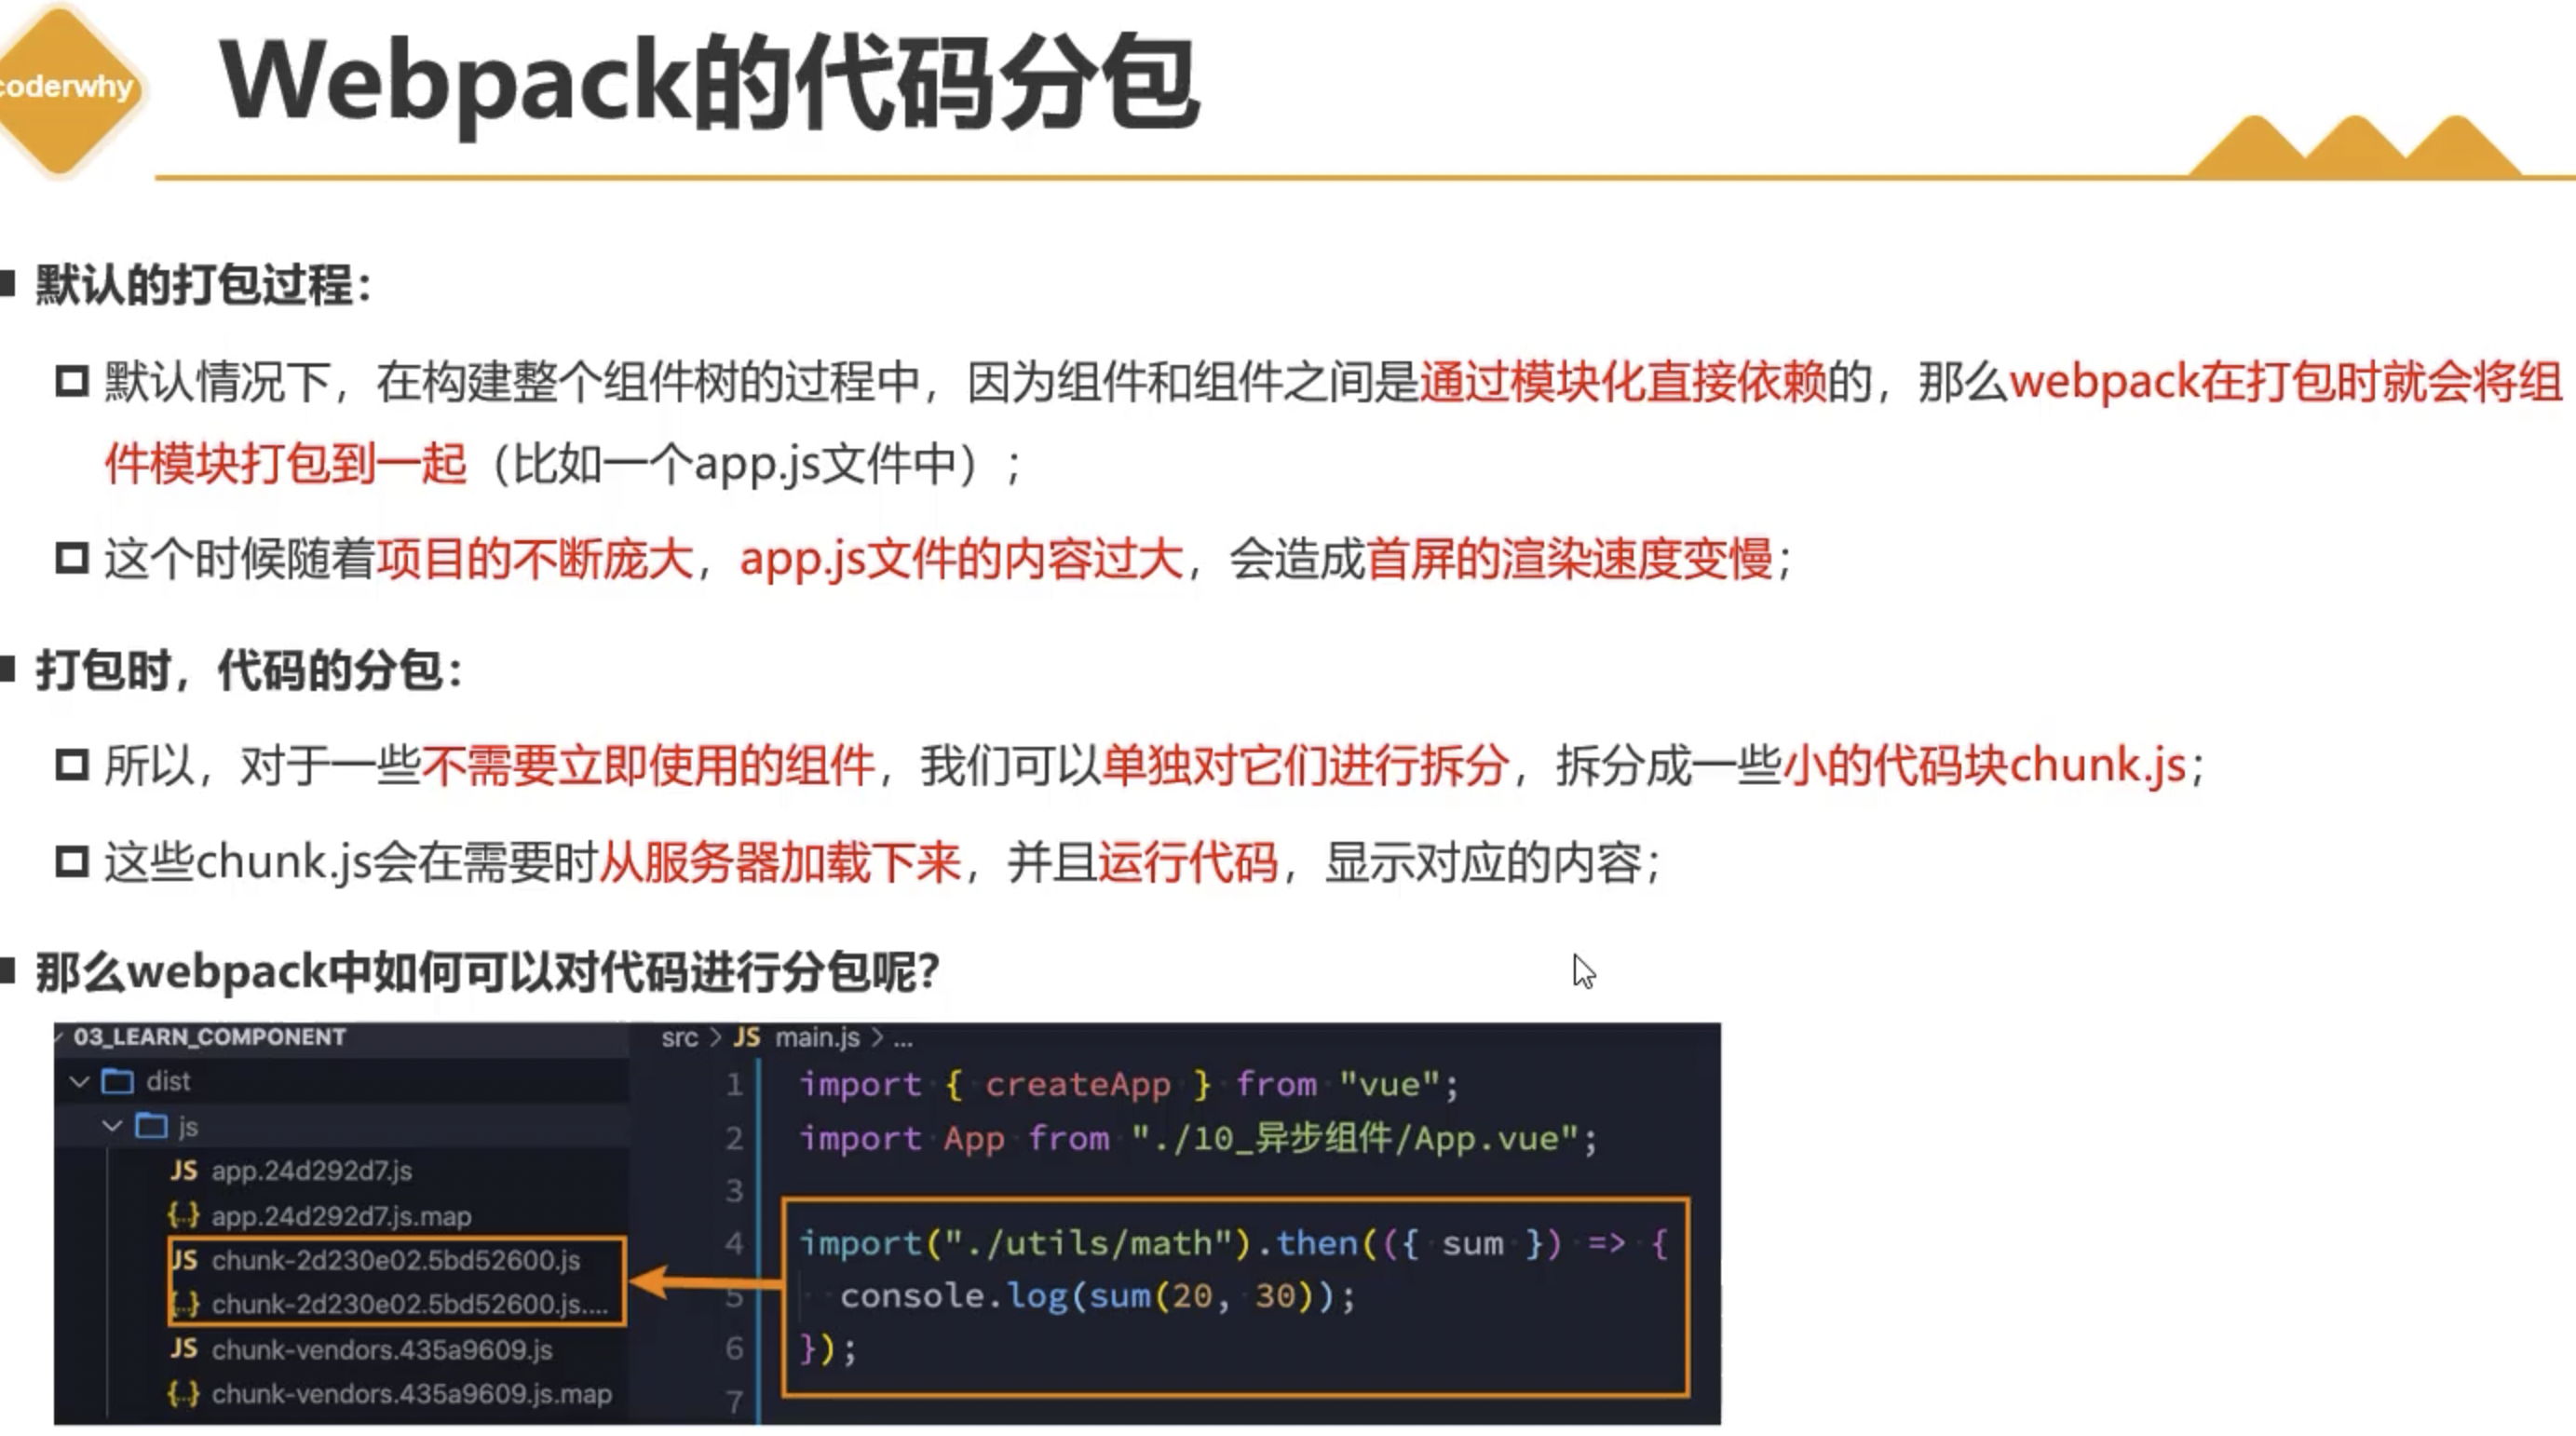 coderwhy
Webpack的代码分包
默认的打包过程：
默认情况下，在构建整个组件树的过程中，因为组件和组件之间是通过模块化直接依赖的，那么webpack在打包时就会将组
件模块打包到一起（比如一个app.js文件中）；
这个时候随着项目的不断庞大，app.js文件的内容过大，会造成首屏的渲染速度变慢；
打包时，代码的分包：
所以，对于一些不需要立即使用的组件，我们可以单独对它们进行拆分，拆分成一些小的代码块chunk.js；
这些chunk.js会在需要时从服务器加载下来，并且运行代码，显示对应的内容；
那么webpack中如何可以对代码进行分包呢？
03_LEARN_COMPONENT
dist
js
JS app.24d292d7.js
{..} app.24d292d7.js.map
JS chunk-2d230e02.5bd52600.js
{..} chunk-2d230e02.5bd52600.js....
JS chunk-vendors.435a9609.js
{..} chunk-vendors.435a9609.js.map
src > JS main.js > ...
1 import { createApp } from "vue";
2 import App from "./10_异步组件/App.vue";
3
4 import("./utils/math").then(({ sum }) => {
5 console.log(sum(20, 30));
6 });
7